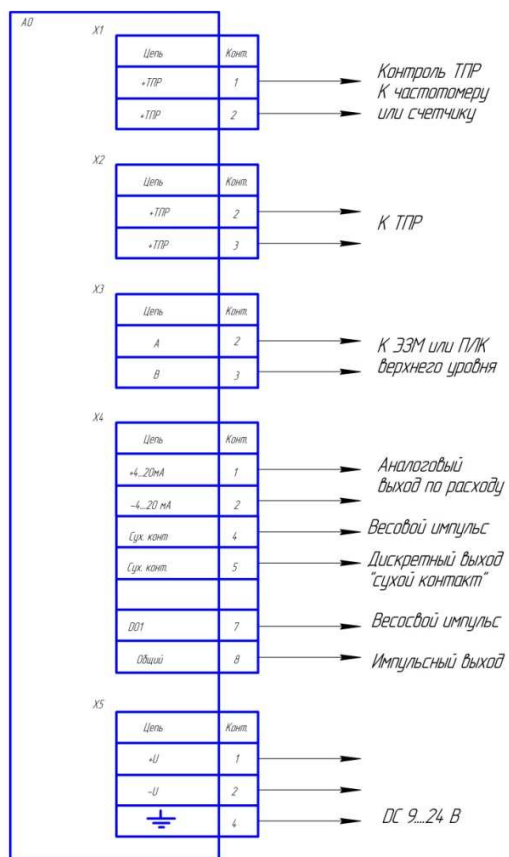 А0
X1
Цепь Конт.
+ТПР 1
+ТПР 2
Контроль ТПР
К частотомеру
или счетчику
X2
Цепь Конт.
+ТПР 2
+ТПР 3
К ТПР
X3
Цепь Конт.
А 2
В 3
К ЭЗМ или ПЛК
верхнего уровня
X4
Цепь Конт.
+4...20мА 1
-4...20 мА 2
Сух. конт 4
Сух. конт. 5
DO1 7
Общий 8
Аналоговый
выход по расходу
Весовой импульс
Дискретный выход
"сухой контакт"
Весосвой импульс
Импульсный выход
X5
Цепь Конт.
+U 1
-U 2
4
DC 9...24 В